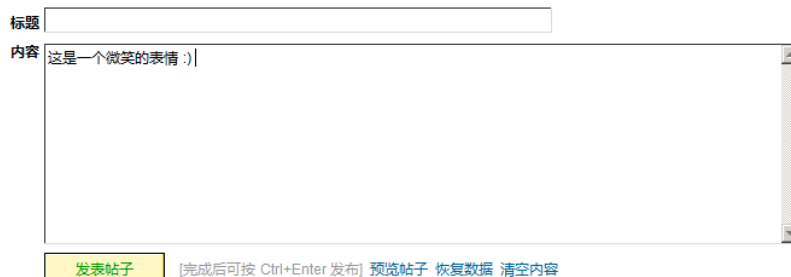 标题
内容 这是一个微笑的表情 :)
发表帖子 [完成后可按 Ctrl+Enter 发布] 预览帖子 恢复数据 清空内容